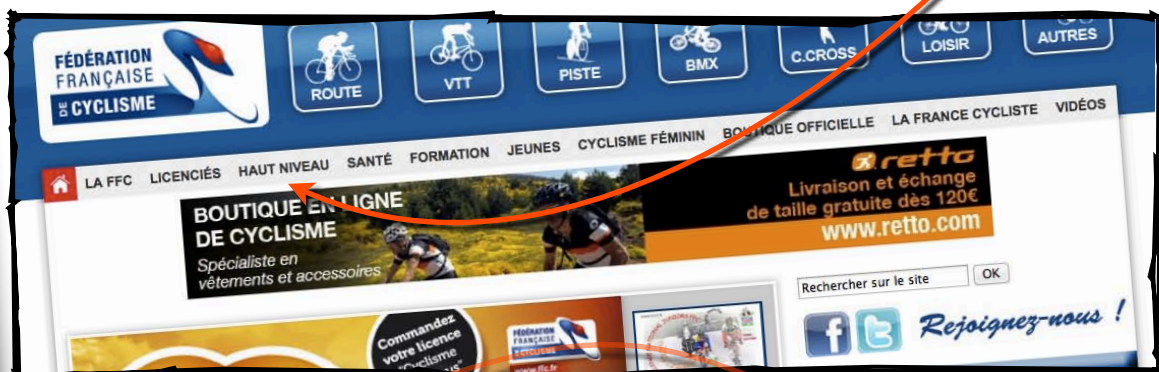 FÉDÉRATION
FRANÇAISE
DE CYCLISME
ROUTE
VTT
PISTE
BMX
C.CROSS
LOISIR
AUTRES
LA FFC LICENCIÉS HAUT NIVEAU SANTÉ FORMATION JEUNES CYCLISME FÉMININ BOUTIQUE OFFICIELLE LA FRANCE CYCLISTE VIDÉOS
BOUTIQUE EN LIGNE
DE CYCLISME
Spécialiste en
vêtements et accessoires
retto
Livraison et échange
de taille gratuite dès 120€
www.retto.com
Rechercher sur le site OK
Rejoignez-nous !
Commandez
votre licence
"Cyclisme
FÉDÉRATION
FRANÇAISE
DE CYCLISME
www.ffc.fr